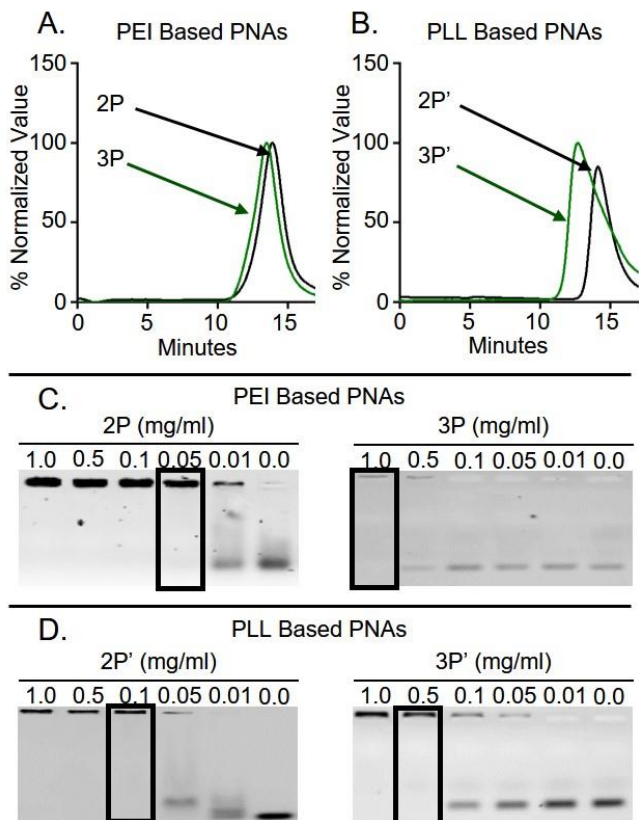 A. PEI Based PNAs
150
100
50
0
% Normalized Value
2P
3P
0 5 10 15
Minutes
B. PLL Based PNAs
150
100
50
0
% Normalized Value
2P’
3P’
0 5 10 15
Minutes
C. PEI Based PNAs
2P (mg/ml)
1.0 0.5 0.1 0.05 0.01 0.0
3P (mg/ml)
1.0 0.5 0.1 0.05 0.01 0.0
D. PLL Based PNAs
2P’ (mg/ml)
1.0 0.5 0.1 0.05 0.01 0.0
3P’ (mg/ml)
1.0 0.5 0.1 0.05 0.01 0.0